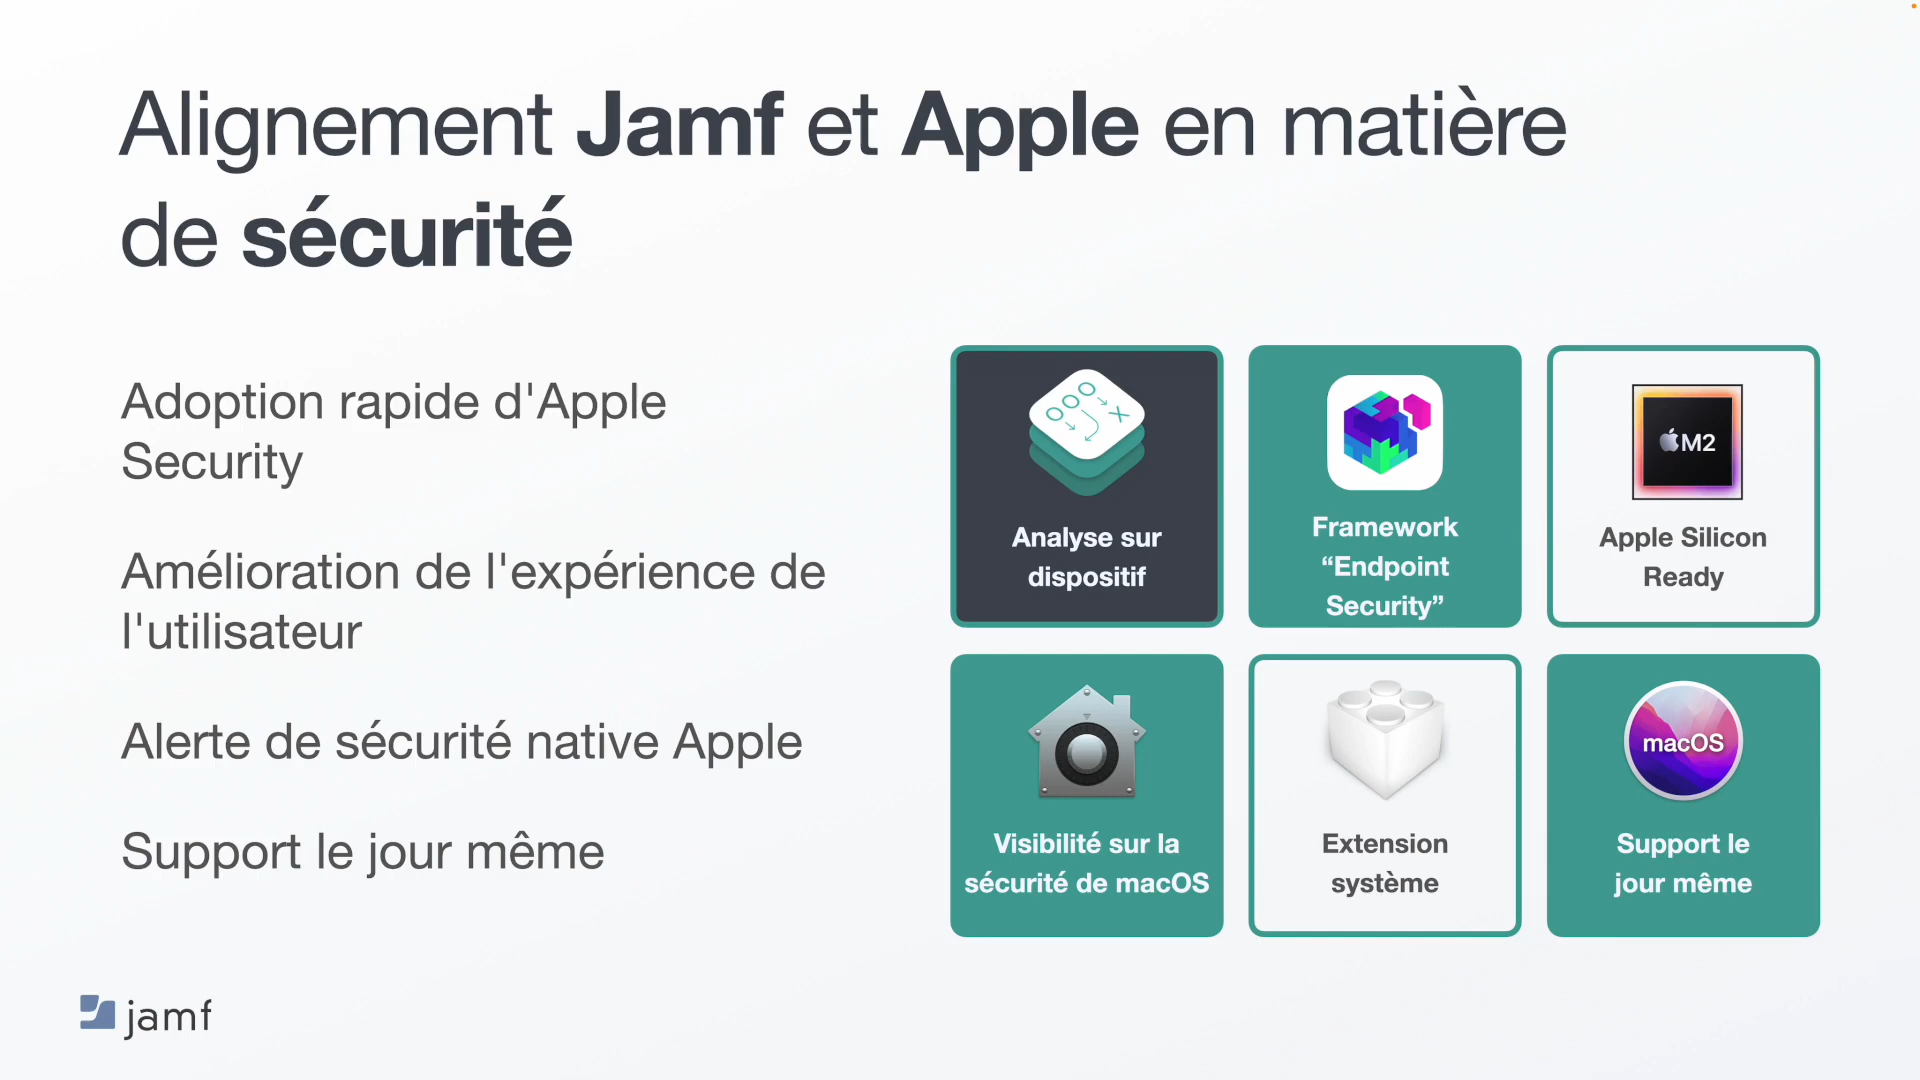 Alignement Jamf et Apple en matière
de sécurité
Adoption rapide d'Apple
Security
Amélioration de l'expérience de
l'utilisateur
Alerte de sécurité native Apple
Support le jour même
Analyse sur
dispositif
Framework
“Endpoint
Security”
M2
Apple Silicon
Ready
Visibilité sur la
sécurité de macOS
Extension
système
macOS
Support le
jour même
jamf